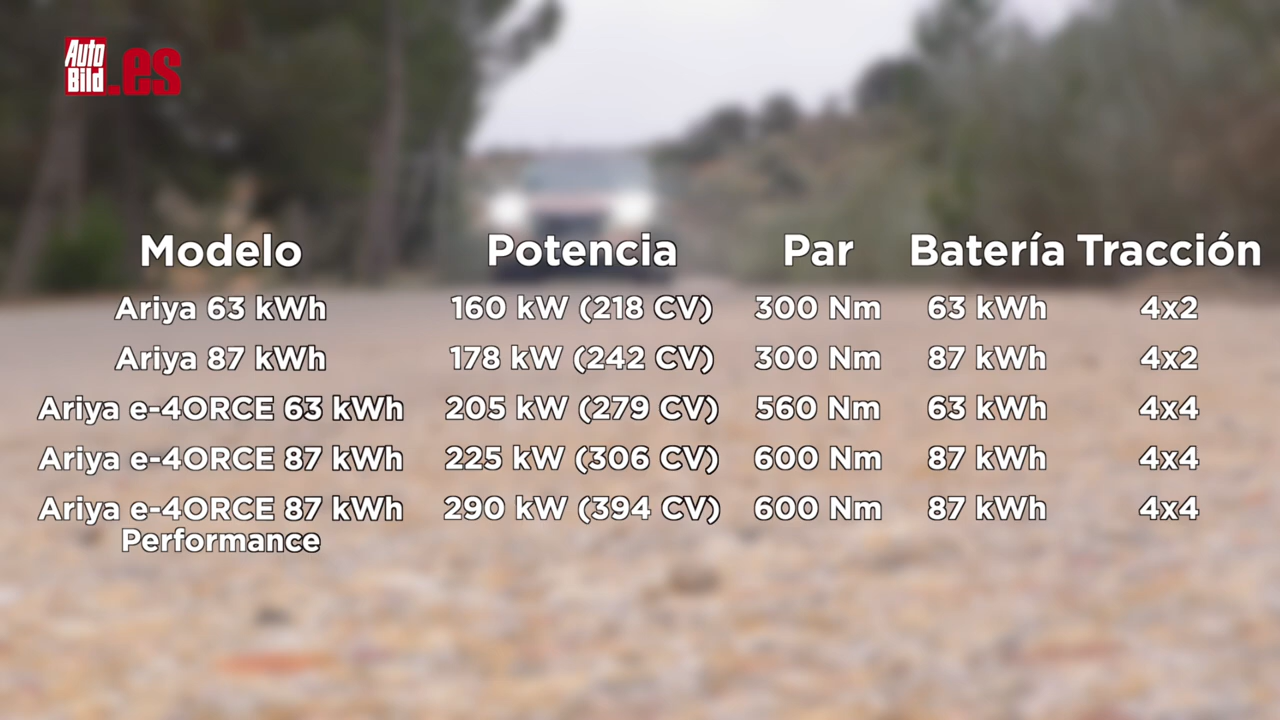 Auto Bild.es
Modelo Potencia Par Batería Tracción
Ariya 63 kWh 160 kW (218 CV) 300 Nm 63 kWh 4x2
Ariya 87 kWh 178 kW (242 CV) 300 Nm 87 kWh 4x2
Ariya e-4ORCE 63 kWh 205 kW (279 CV) 560 Nm 63 kWh 4x4
Ariya e-4ORCE 87 kWh 225 kW (306 CV) 600 Nm 87 kWh 4x4
Ariya e-4ORCE 87 kWh 290 kW (394 CV) 600 Nm 87 kWh 4x4
Performance